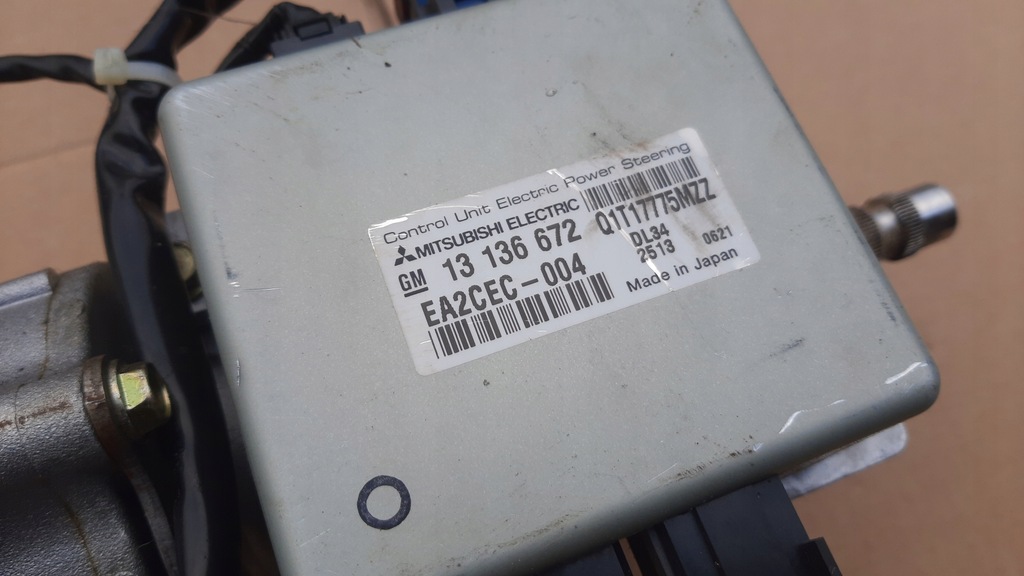 Control Unit Electric Power Steering
MITSUBISHI ELECTRIC
GM 13 136 672 Q1T17775MZZ
EA2CEC-004 DL34
2513 0621
Made in Japan